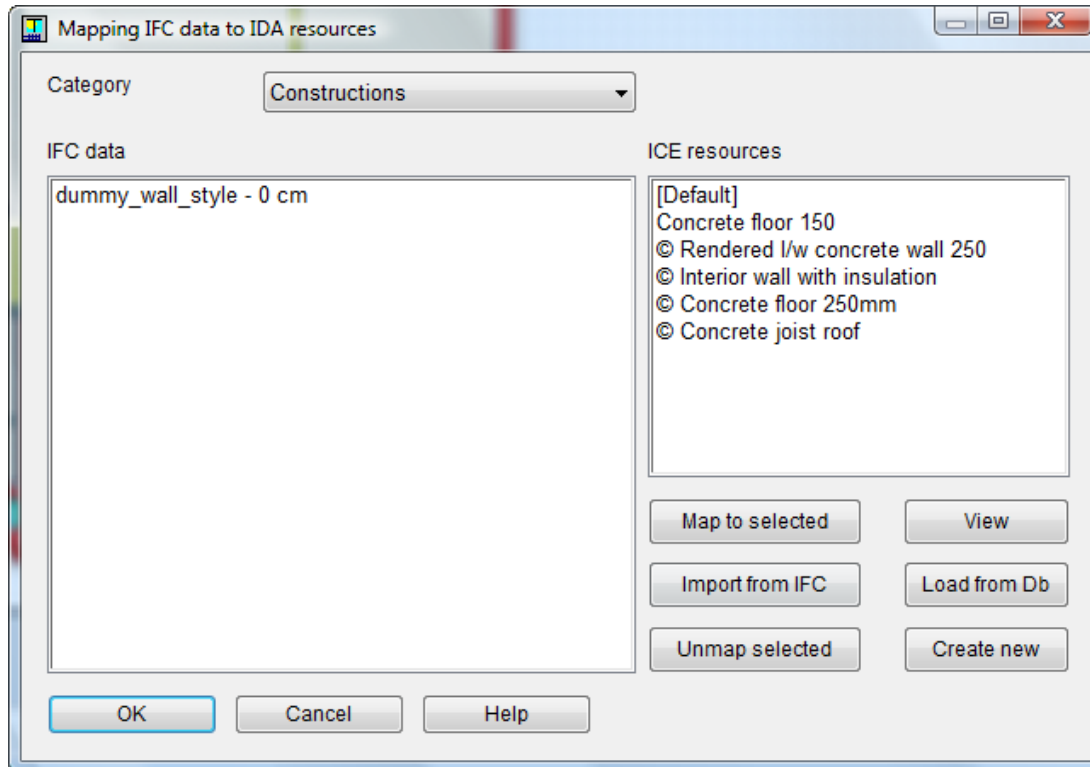 Mapping IFC data to IDA resources
Category
Constructions
IFC data
dummy_wall_style - 0 cm
ICE resources
[Default]
Concrete floor 150
© Rendered l/w concrete wall 250
© Interior wall with insulation
© Concrete floor 250mm
© Concrete joist roof
Map to selected
View
Import from IFC
Load from Db
Unmap selected
Create new
OK
Cancel
Help